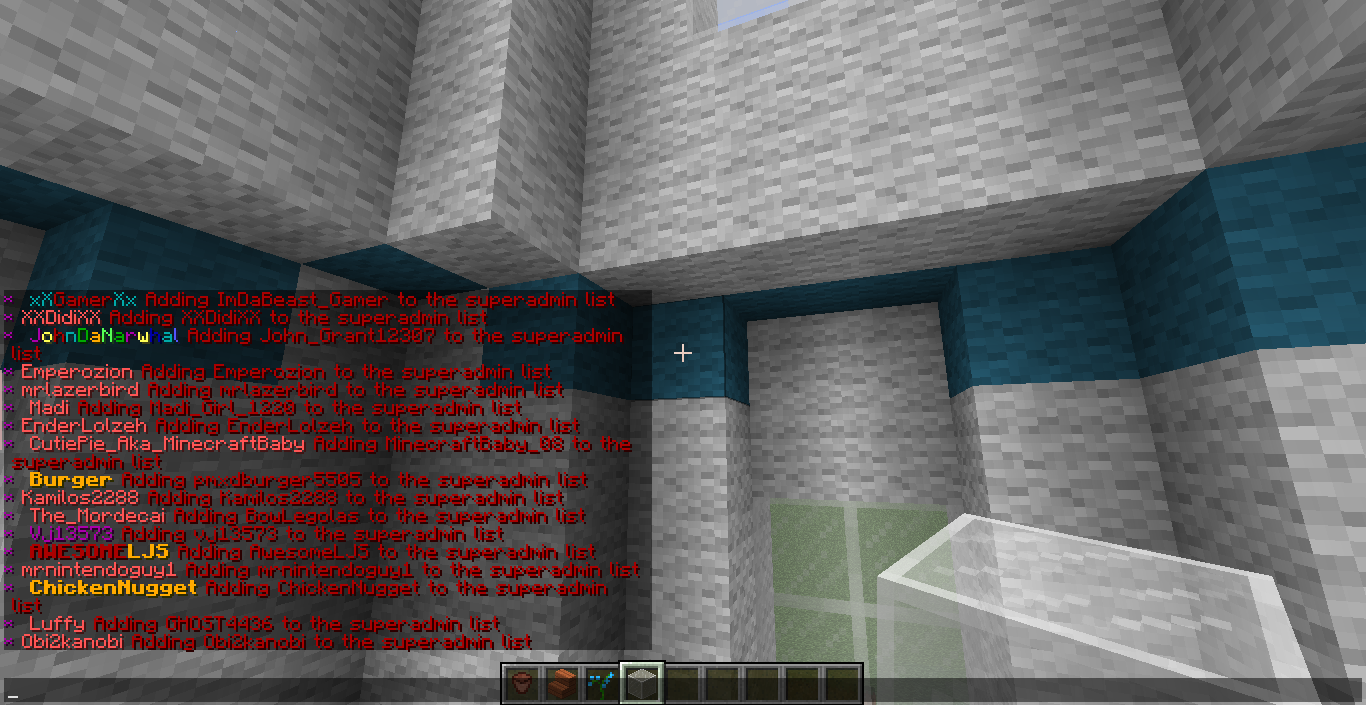 * xXGamerXx Adding ImDaBeast_Gamer to the superadmin list
* XXDidiXX Adding XXDidiXX to the superadmin list
* JohnDaNarwhal Adding John_Grant12307 to the superadmin
list
* Emperozion Adding Emperozion to the superadmin list
* mrlazerbird Adding mrlazerbird to the superadmin list
* Madi Adding Madi_Girl_1220 to the superadmin list
* EnderLolzeh Adding EnderLolzeh to the superadmin list
* CutiePie_Aka_MinecraftBaby Adding MinecraftBaby_08 to the
superadmin list
* Burger Adding pmxdburger5505 to the superadmin list
* Kamilos2288 Adding Kamilos2288 to the superadmin list
* The_Mordecai Adding BowLegolas to the superadmin list
* Vj13573 Adding vj13573 to the superadmin list
* AWESOMELJS Adding AwesomeLJS to the superadmin list
* mrnintendoguy1 Adding mrnintendoguy1 to the superadmin list
* ChickenNugget Adding ChickenNugget to the superadmin
list
* Luffy Adding GHOST4436 to the superadmin list
* Obi2kanobi Adding Obi2kanobi to the superadmin list
_